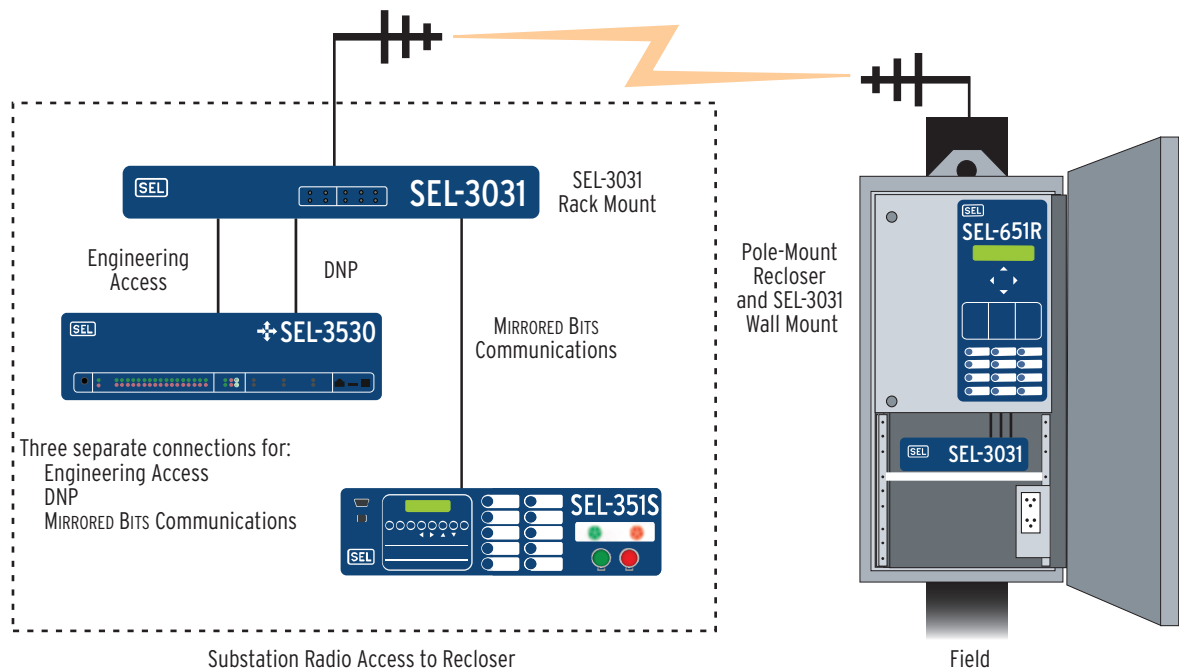 SEL
SEL-3031
SEL-3031
Rack Mount
Engineering
Access
DNP
MIRRORED BITS
Communications
SEL
SEL-3530
Three separate connections for:
Engineering Access
DNP
MIRRORED BITS Communications
SEL-351S
SEL
Substation Radio Access to Recloser
Pole-Mount
Recloser
and SEL-3031
Wall Mount
SEL
SEL-651R
SEL
SEL-3031
Field